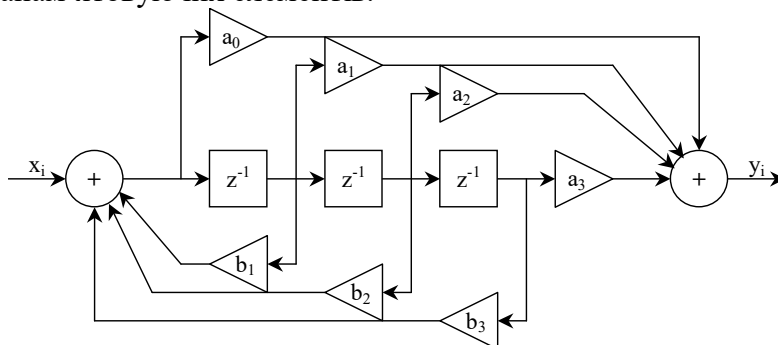 a₀
a₁
a₂
xᵢ + z⁻¹ z⁻¹ z⁻¹ a₃ + yᵢ
b₁
b₂
b₃